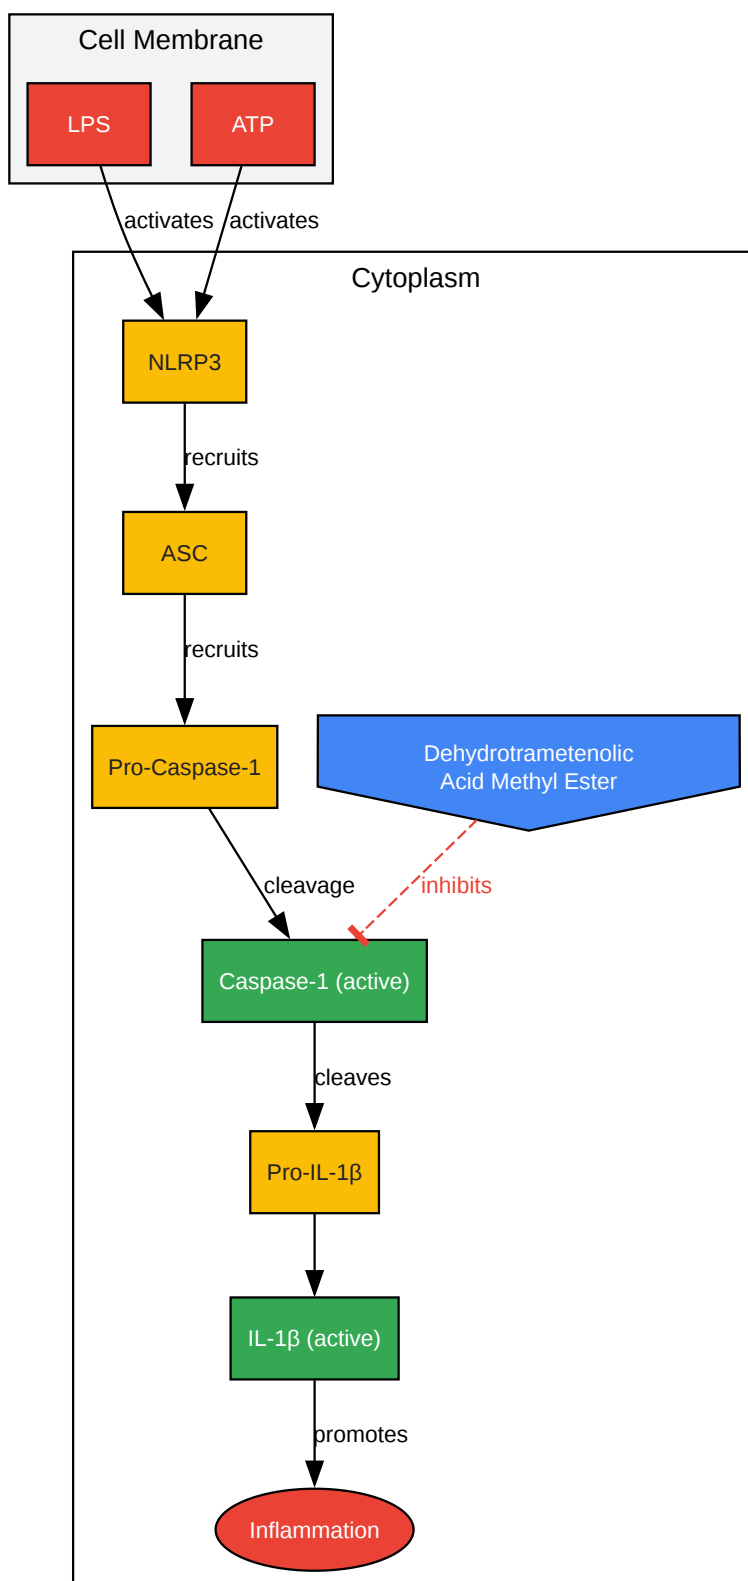 Cell Membrane
LPS
ATP
activates
activates
Cytoplasm
NLRP3
recruits
ASC
recruits
Pro-Caspase-1
Dehydrotrametenolic
Acid Methyl Ester
cleavage
inhibits
Caspase-1 (active)
cleaves
Pro-IL-1β
IL-1β (active)
promotes
Inflammation